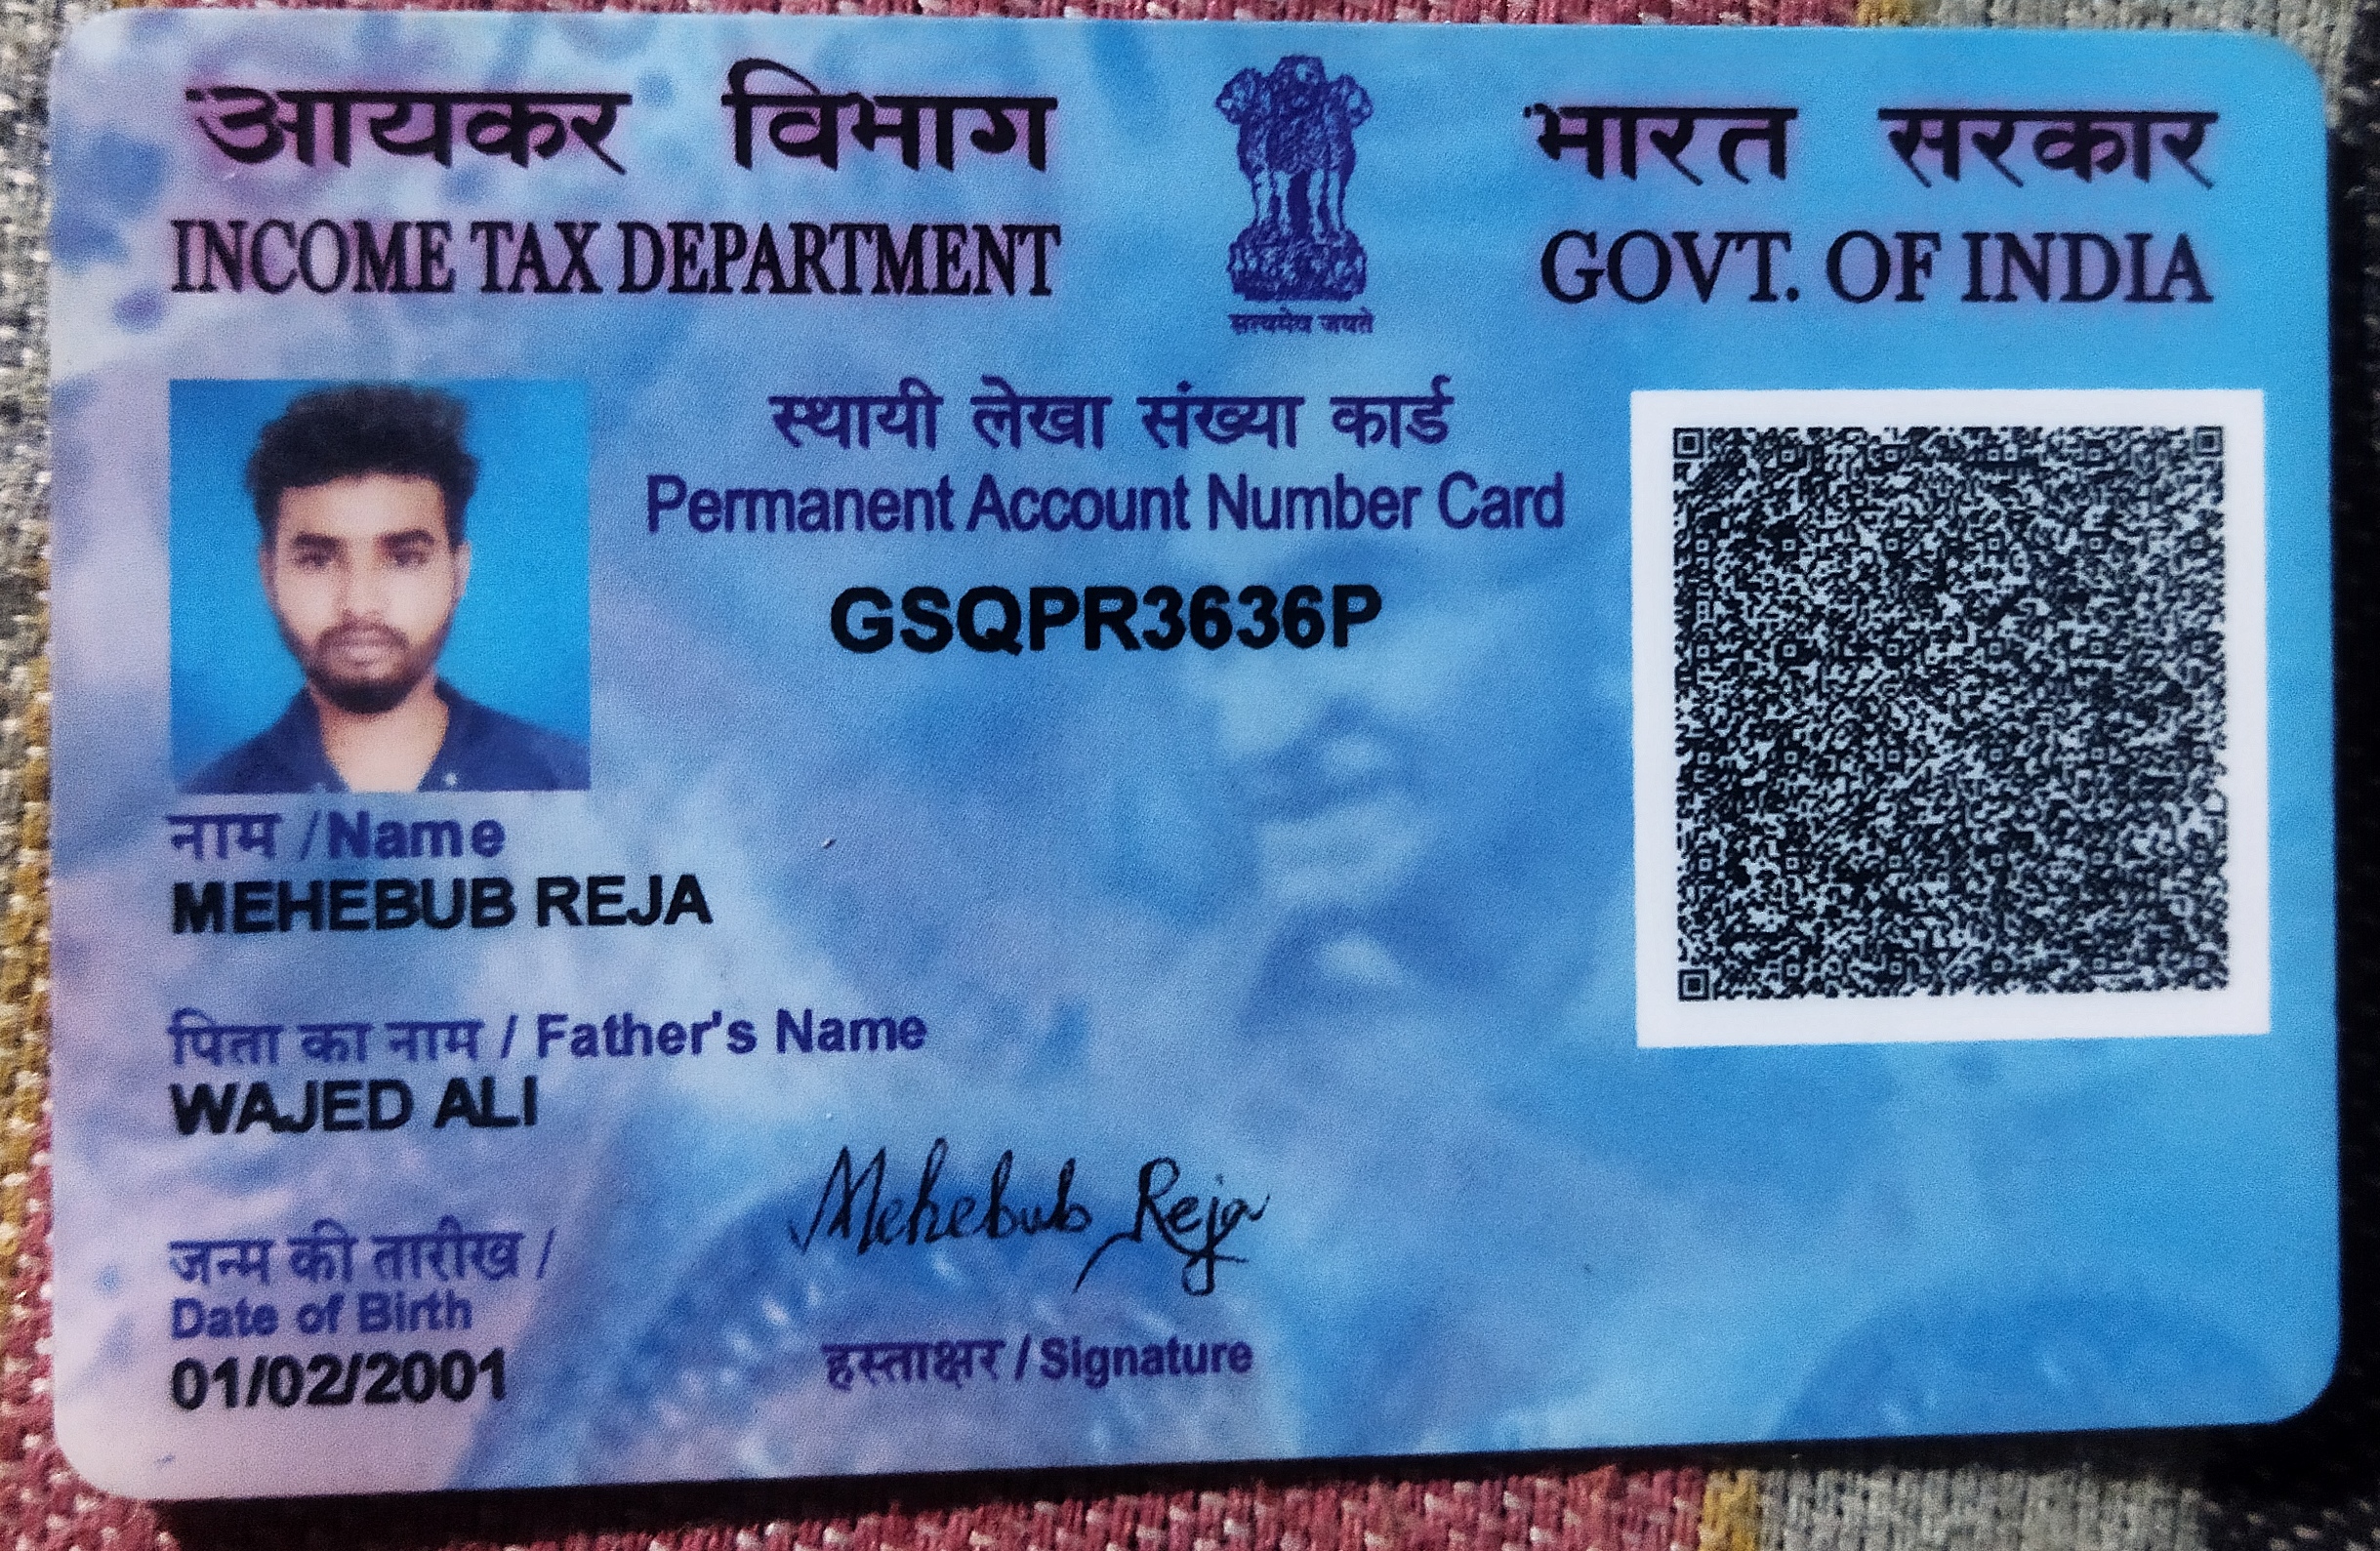 आयकर विभाग
INCOME TAX DEPARTMENT
सत्यमेव जयते
भारत सरकार
GOVT. OF INDIA
स्थायी लेखा संख्या कार्ड
Permanent Account Number Card
GSQPR3636P
नाम /Name
MEHEBUB REJA
पिता का नाम / Father's Name
WAJED ALI
जन्म की तारीख /
Date of Birth
01/02/2001
Mehebub Reja
हस्ताक्षर / Signature